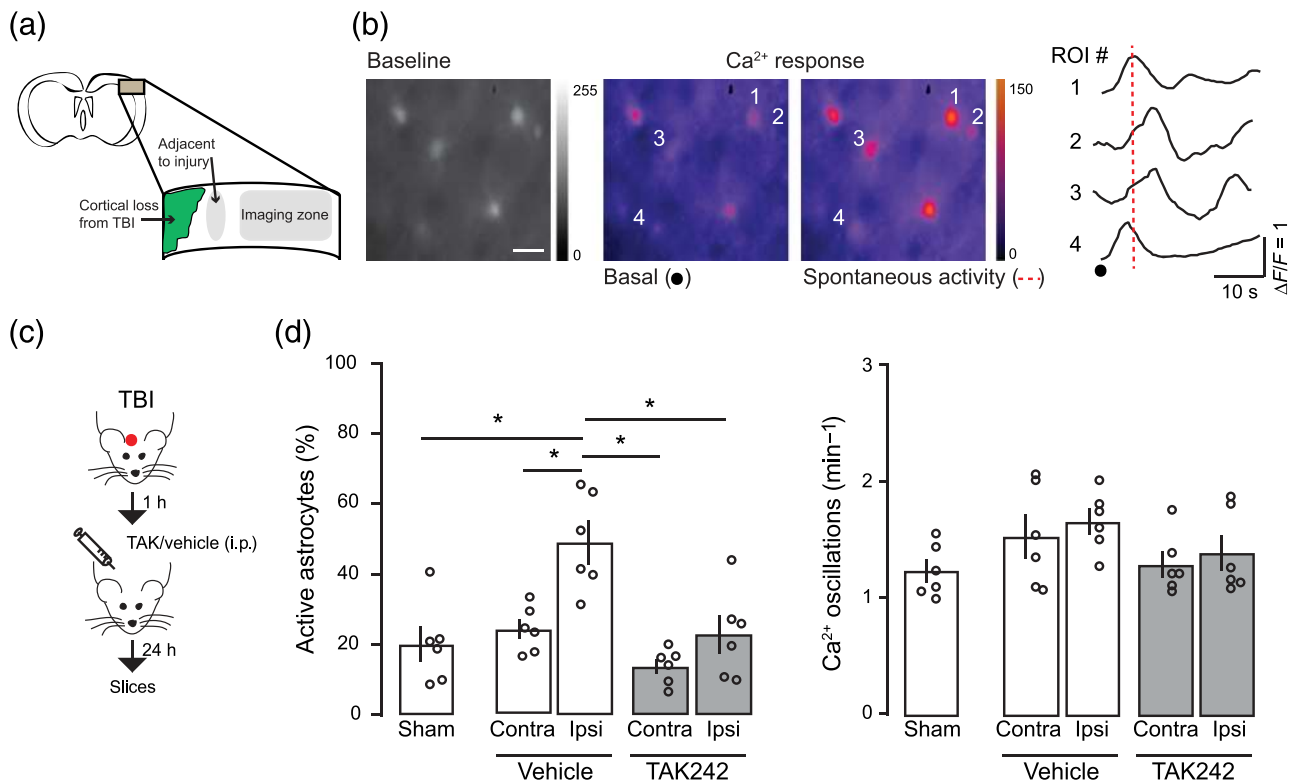 (a)
Adjacent
to injury
Cortical loss
from TBI
Imaging zone
(b)
Baseline
255
0
Ca²⁺ response
1
2
3
4
Basal (●)
1
2
3
4
Spontaneous activity (---)
150
0
ROI #
1
2
3
4
10 s
ΔF/F = 1
(c)
TBI
1 h
TAK/vehicle (i.p.)
24 h
Slices
(d)
Active astrocytes (%)
100
80
60
40
20
0
* * * *
Sham Contra Ipsi Contra Ipsi
Vehicle TAK242
Ca²⁺ oscillations (min⁻¹)
3
2
1
0
Sham Contra Ipsi Contra Ipsi
Vehicle TAK242